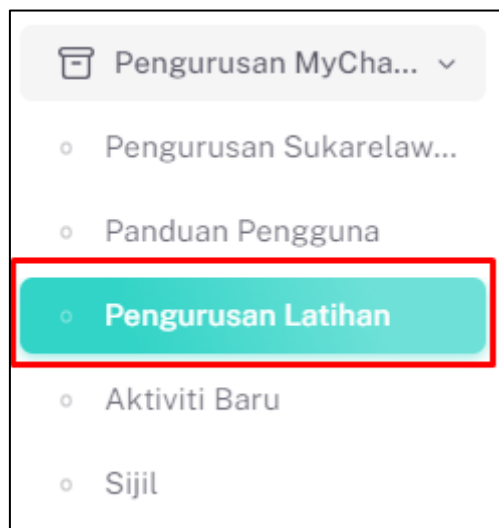 Pengurusan MyCha...
Pengurusan Sukarelaw...
Panduan Pengguna
Pengurusan Latihan
Aktiviti Baru
Sijil